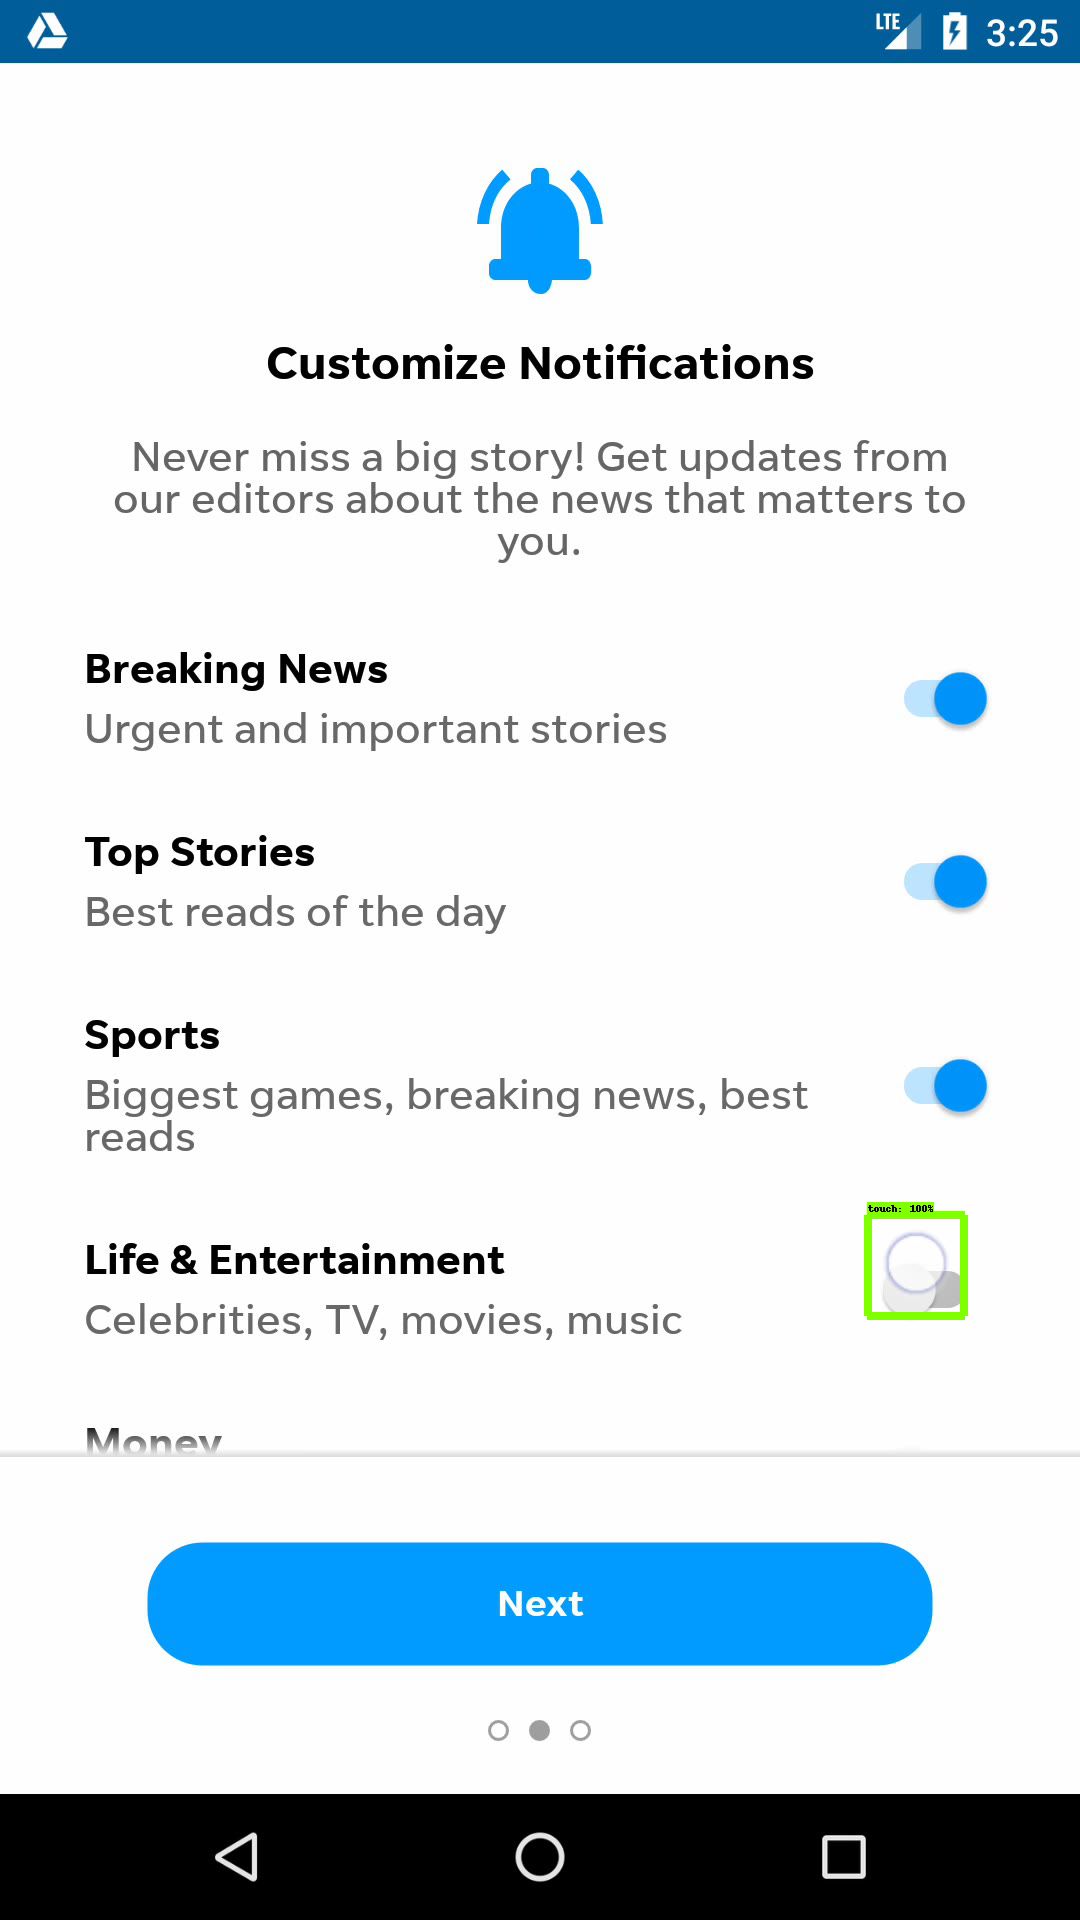 LTE 3:25
Customize Notifications
Never miss a big story! Get updates from
our editors about the news that matters to
you.
Breaking News
Urgent and important stories
Top Stories
Best reads of the day
Sports
Biggest games, breaking news, best
reads
touch: 100%
Life & Entertainment
Celebrities, TV, movies, music
Money
Next